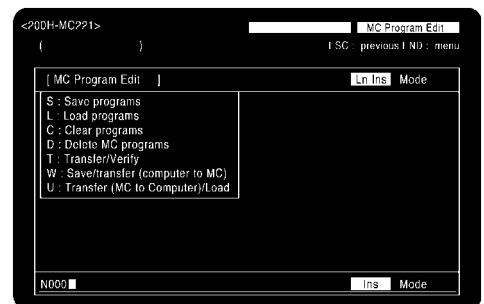 <200H-MC221>
MC Program Edit
( ) ESC : previous END : menu
[ MC Program Edit ] Ln Ins Mode
S : Save programs
L : Load programs
C : Clear programs
D : Delete MC programs
T : Transfer/Verify
W : Save/transfer (computer to MC)
U : Transfer (MC to Computer)/Load
N000 Ins Mode